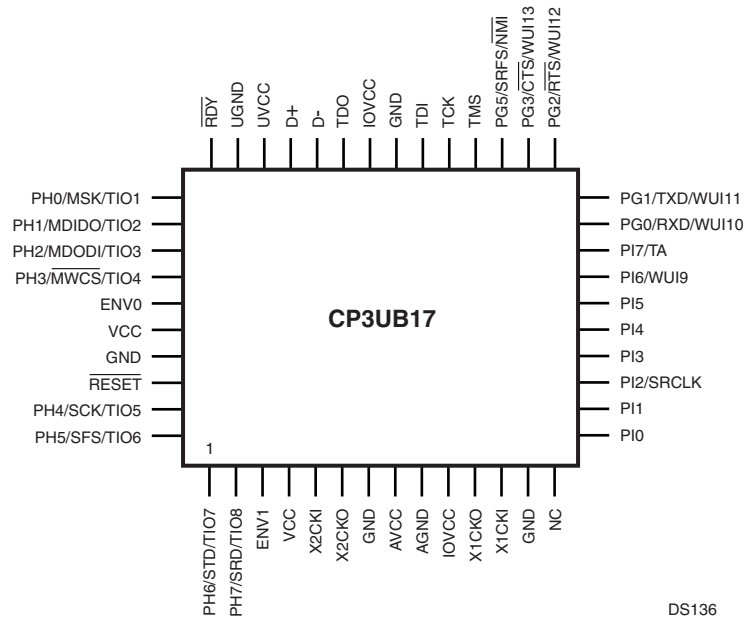 RDY
UGND
UVCC
D+
D-
TDO
IOVCC
GND
TDI
TCK
TMS
PG5/SRFS/NMI
PG3/CTS/WUI13
PG2/RTS/WUI12
PH0/MSK/TIO1
PH1/MDIDO/TIO2
PH2/MDODI/TIO3
PH3/MWCS/TIO4
ENV0
VCC
GND
RESET
PH4/SCK/TIO5
PH5/SFS/TIO6
CP3UB17
1
PG1/TXD/WUI11
PG0/RXD/WUI10
PI7/TA
PI6/WUI9
PI5
PI4
PI3
PI2/SRCLK
PI1
PI0
PH6/STD/TIO7
PH7/SRD/TIO8
ENV1
VCC
X2CKI
X2CKO
GND
AVCC
AGND
IOVCC
X1CKO
X1CKI
GND
NC
DS136